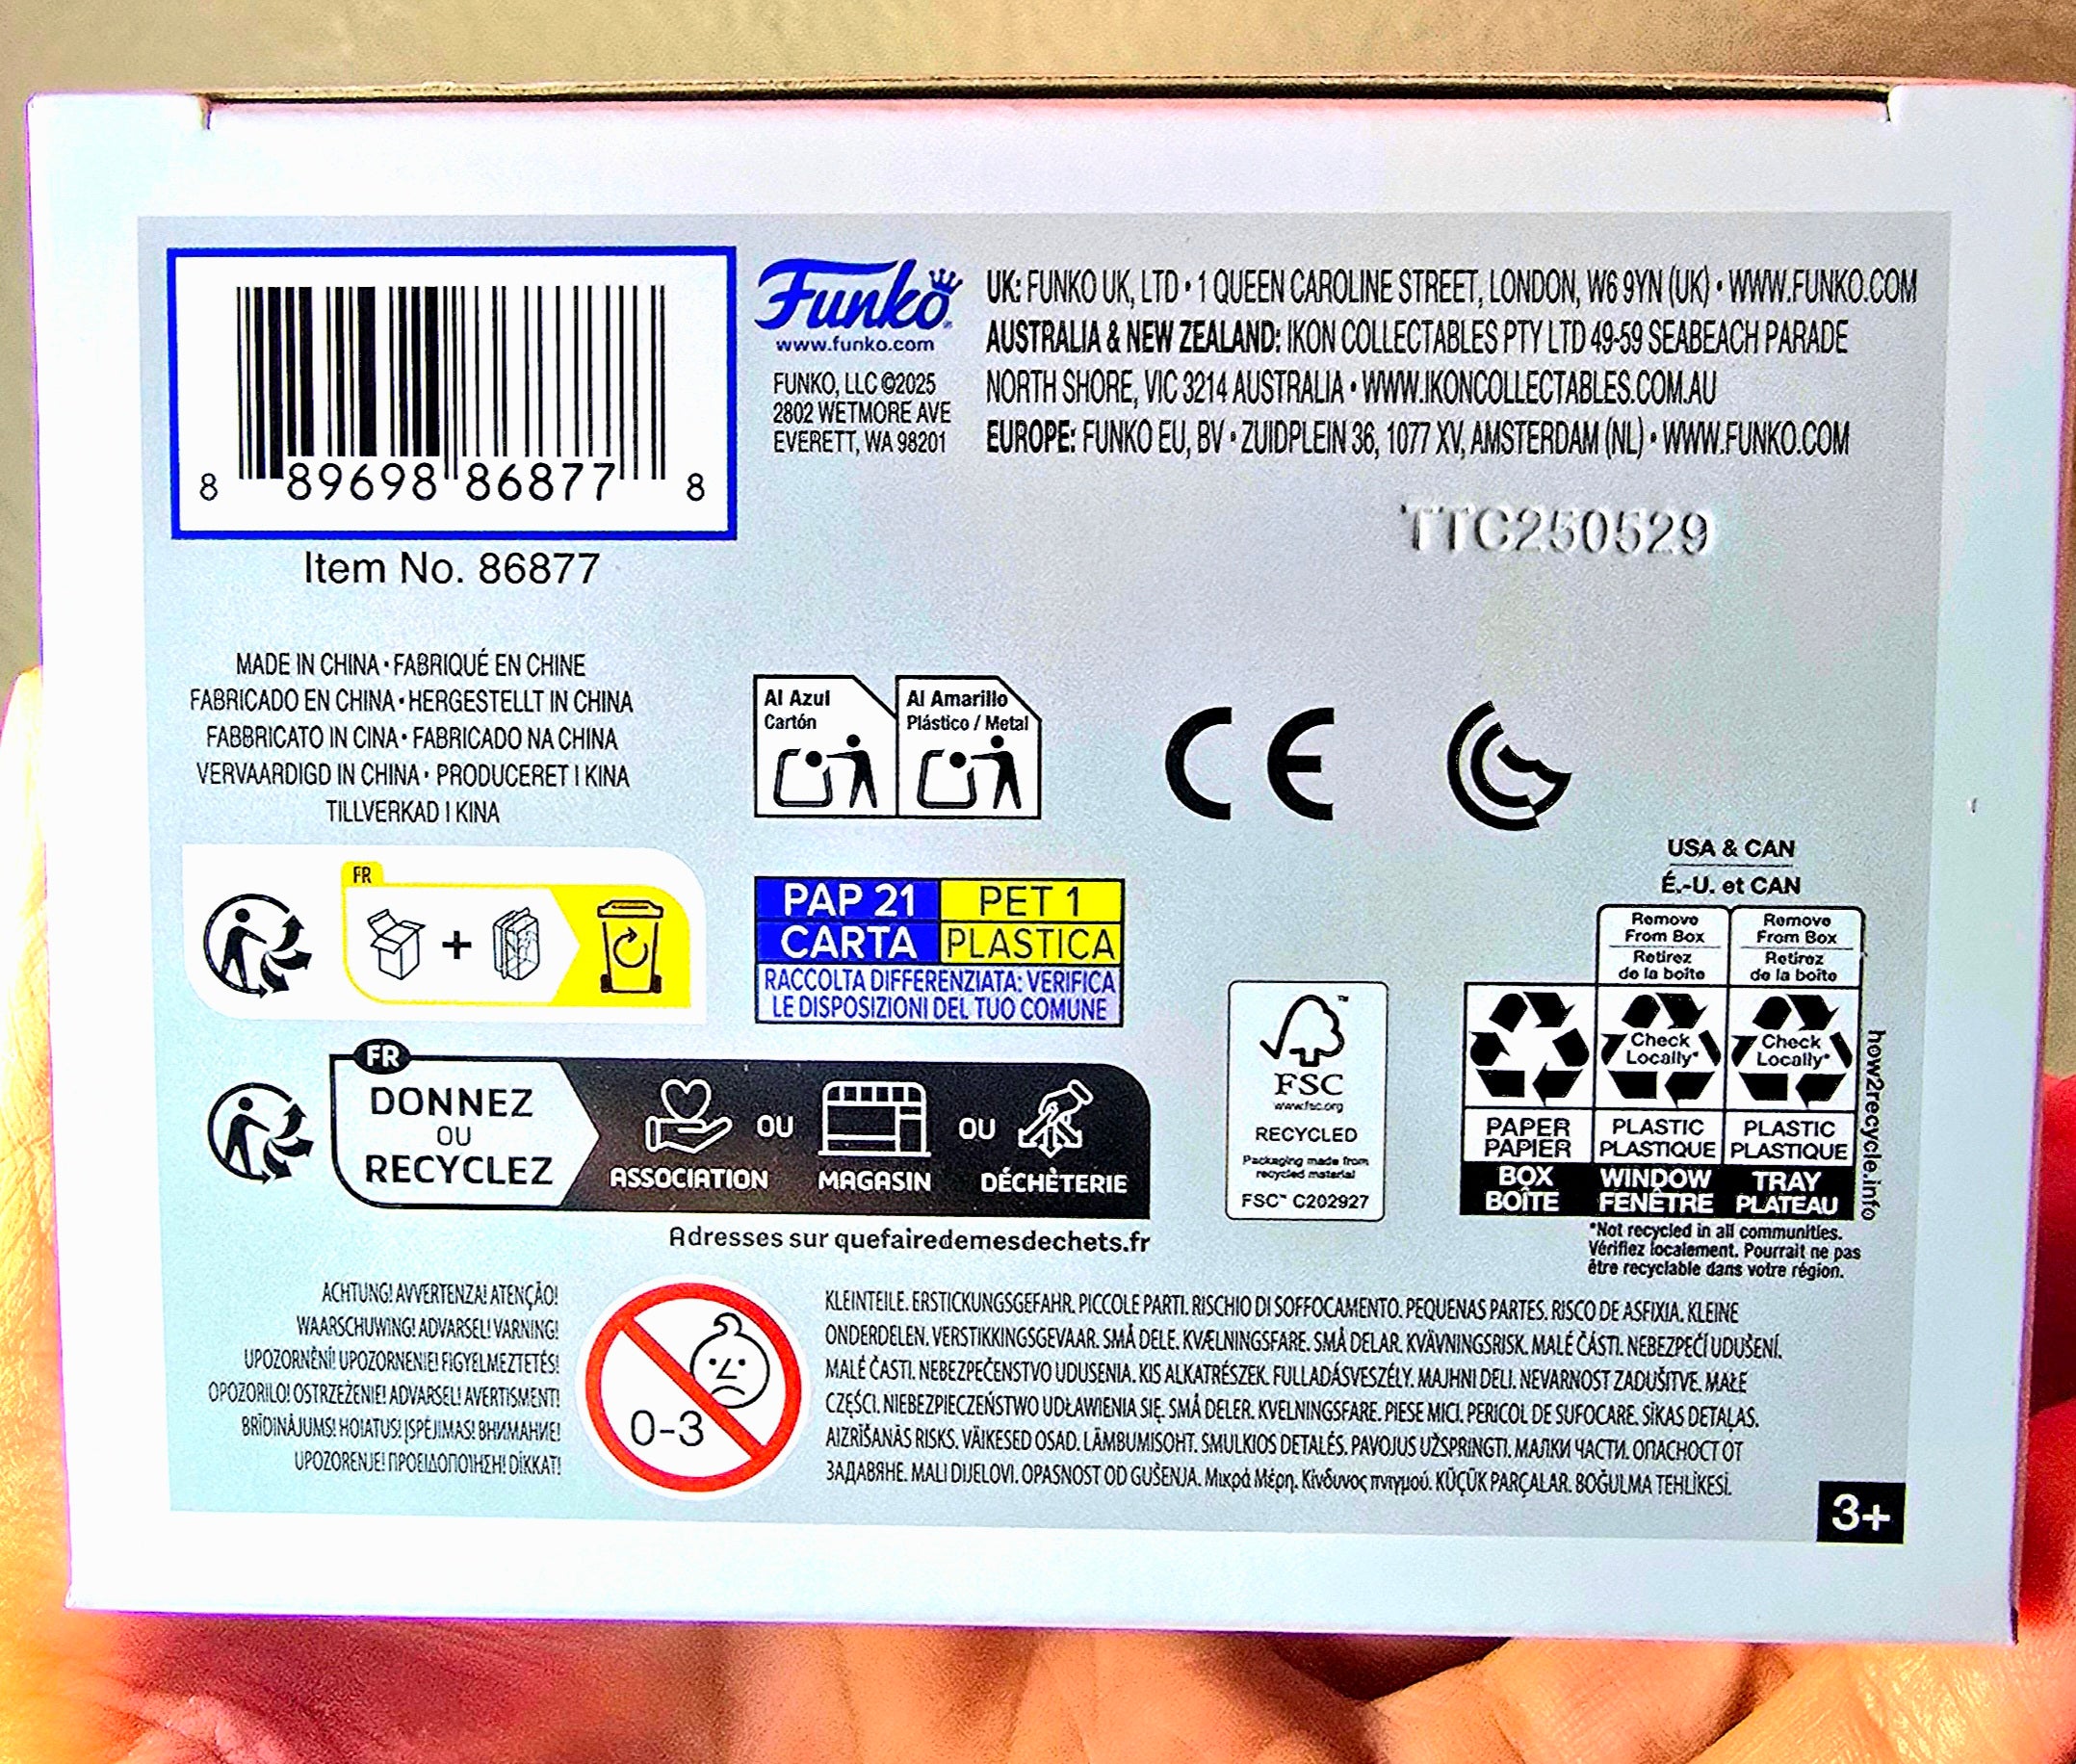 8 89698 86877 8
Item No. 86877
Funko
www.funko.com
FUNKO, LLC ©2025
2802 WETMORE AVE
EVERETT, WA 98201
UK: FUNKO UK, LTD • 1 QUEEN CAROLINE STREET, LONDON, W6 9YN (UK) • WWW.FUNKO.COM
AUSTRALIA & NEW ZEALAND: IKON COLLECTABLES PTY LTD 49-59 SEABEACH PARADE
NORTH SHORE, VIC 3214 AUSTRALIA • WWW.IKONCOLLECTABLES.COM.AU
EUROPE: FUNKO EU, BV • ZUIDPLEIN 36, 1077 XV, AMSTERDAM (NL) • WWW.FUNKO.COM
TTC250529
MADE IN CHINA • FABRIQUÉ EN CHINE
FABRICADO EN CHINA • HERGESTELLT IN CHINA
FABBRICATO IN CINA • FABRICADO NA CHINA
VERVAARDIGD IN CHINA • PRODUCERET I KINA
TILLVERKAD I KINA
Al Azul
Cartón
Al Amarillo
Plástico / Metal
CE
FR
+
PAP 21
CARTA
PET 1
PLASTICA
RACCOLTA DIFFERENZIATA: VERIFICA
LE DISPOSIZIONI DEL TUO COMUNE
FR
DONNEZ
OU
RECYCLEZ
ASSOCIATION
OU
MAGASIN
OU
DÉCHÈTERIE
Adresses sur quefairedemesdechets.fr
FSC
www.fsc.org
RECYCLED
Packaging made from
recycled material
FSC™ C202927
USA & CAN
É.-U. et CAN
Remove
From Box
Retirez
de la boîte
Remove
From Box
Retirez
de la boîte
Check
Locally*
Check
Locally*
PAPER
PAPIER
PLASTIC
PLASTIQUE
PLASTIC
PLASTIQUE
BOX
BOÎTE
WINDOW
FENÊTRE
TRAY
PLATEAU
how2recycle.info
*Not recycled in all communities.
Vérifiez localement. Pourrait ne pas
être recyclable dans votre région.
ACHTUNG! AVVERTENZA! ATENÇÃO!
WAARSCHUWING! ADVARSEL! VARNING!
UPOZORNĚNÍ! UPOZORNENIE! FIGYELMEZTETÉS!
OPOZORILO! OSTRZEŻENIE! ADVARSEL! AVERTISMENT!
BRĪDINĀJUMS! HOIATUS! ĮSPĖJIMAS! ВНИМАНИЕ!
UPOZORENJE! ΠΡΟΕΙΔΟΠΟΙΗΣΗ! DİKKAT!
0-3
KLEINTEILE. ERSTICKUNGSGEFAHR. PICCOLE PARTI. RISCHIO DI SOFFOCAMENTO. PEQUENAS PARTES. RISCO DE ASFIXIA. KLEINE
ONDERDELEN. VERSTIKKINGSGEVAAR. SMÅ DELE. KVÆLNINGSFARE. SMÅ DELAR. KVÄVNINGSRISK. MALÉ ČÁSTI. NEBEZPEČÍ UDUŠENÍ.
MALÉ ČASTI. NEBEZPEČENSTVO UDUSENIA. KIS ALKATRÉSZEK. FULLADÁSVESZÉLY. MAJHNI DELI. NEVARNOST ZADUŠITVE. MAŁE
CZĘŚCI. NIEBEZPIECZEŃSTWO UDŁAWIENIA SIĘ. SMÅ DELER. KVELNINGSFARE. PIESE MICI. PERICOL DE SUFOCARE. SĪKAS DETAĻAS.
AIZRĪŠANĀS RISKS. VÄIKESED OSAD. LÄMBUMISOHT. SMULKIOS DETALĖS. PAVOJUS UŽSPRINGTI. МАЛКИ ЧАСТИ. ОПАСНОСТ ОТ
ЗАДАВЯНЕ. MALI DIJELOVI. OPASNOST OD GUŠENJA. Μικρά Μέρη. Κίνδυνος πνιγμού. KÜÇÜK PARÇALAR. BOĞULMA TEHLİKESİ.
3+